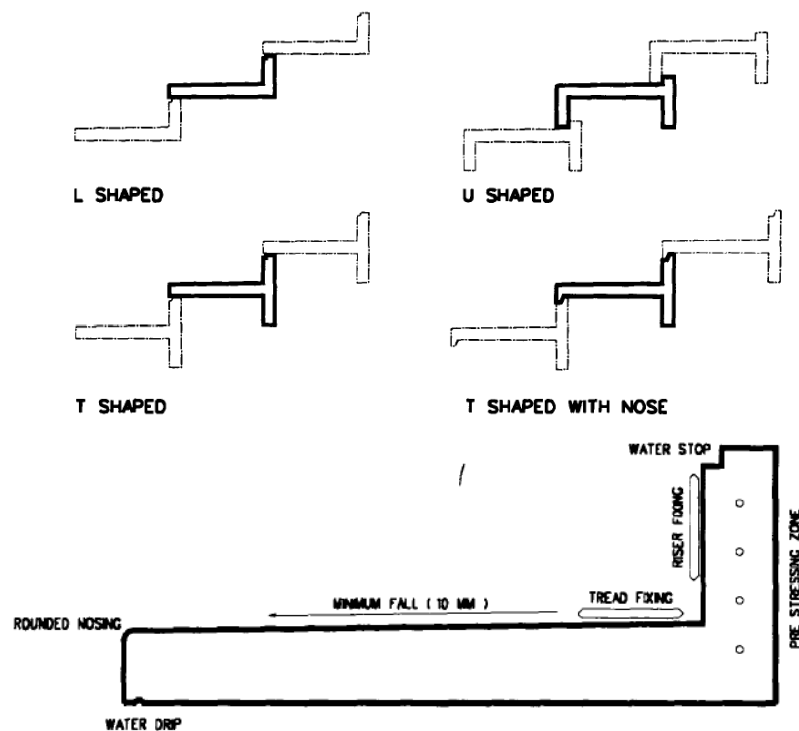 L SHAPED
U SHAPED
T SHAPED
T SHAPED WITH NOSE
WATER STOP
RISER FIXING
PRE STRESSING ZONE
MINIMUM FALL ( 10 MM )
TREAD FIXING
ROUNDED NOSING
WATER DRIP